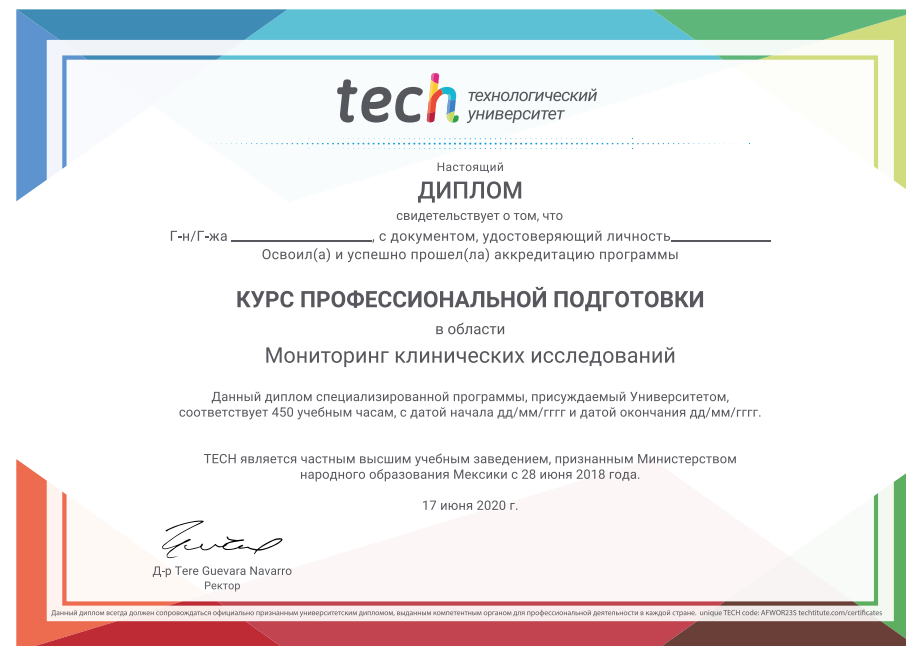 tech технологический
университет
Настоящий
ДИПЛОМ
свидетельствует о том, что
Г-н/Г-жа ________________, с документом, удостоверяющий личность____________
Освоил(а) и успешно прошел(ла) аккредитацию программы
КУРС ПРОФЕССИОНАЛЬНОЙ ПОДГОТОВКИ
в области
Мониторинг клинических исследований
Данный диплом специализированной программы, присуждаемый Университетом,
соответствует 450 учебным часам, с датой начала дд/мм/гггг и датой окончания дд/мм/гггг.
TECH является частным высшим учебным заведением, признанным Министерством
народного образования Мексики с 28 июня 2018 года.
17 июня 2020 г.
Д-р Tere Guevara Navarro
Ректор
Данный диплом всегда должен сопровождаться официально признанным университетским дипломом, выданным компетентным органом для профессиональной деятельности в каждой стране. unique TECH code: AFWOR23S techtitute.com/certificates